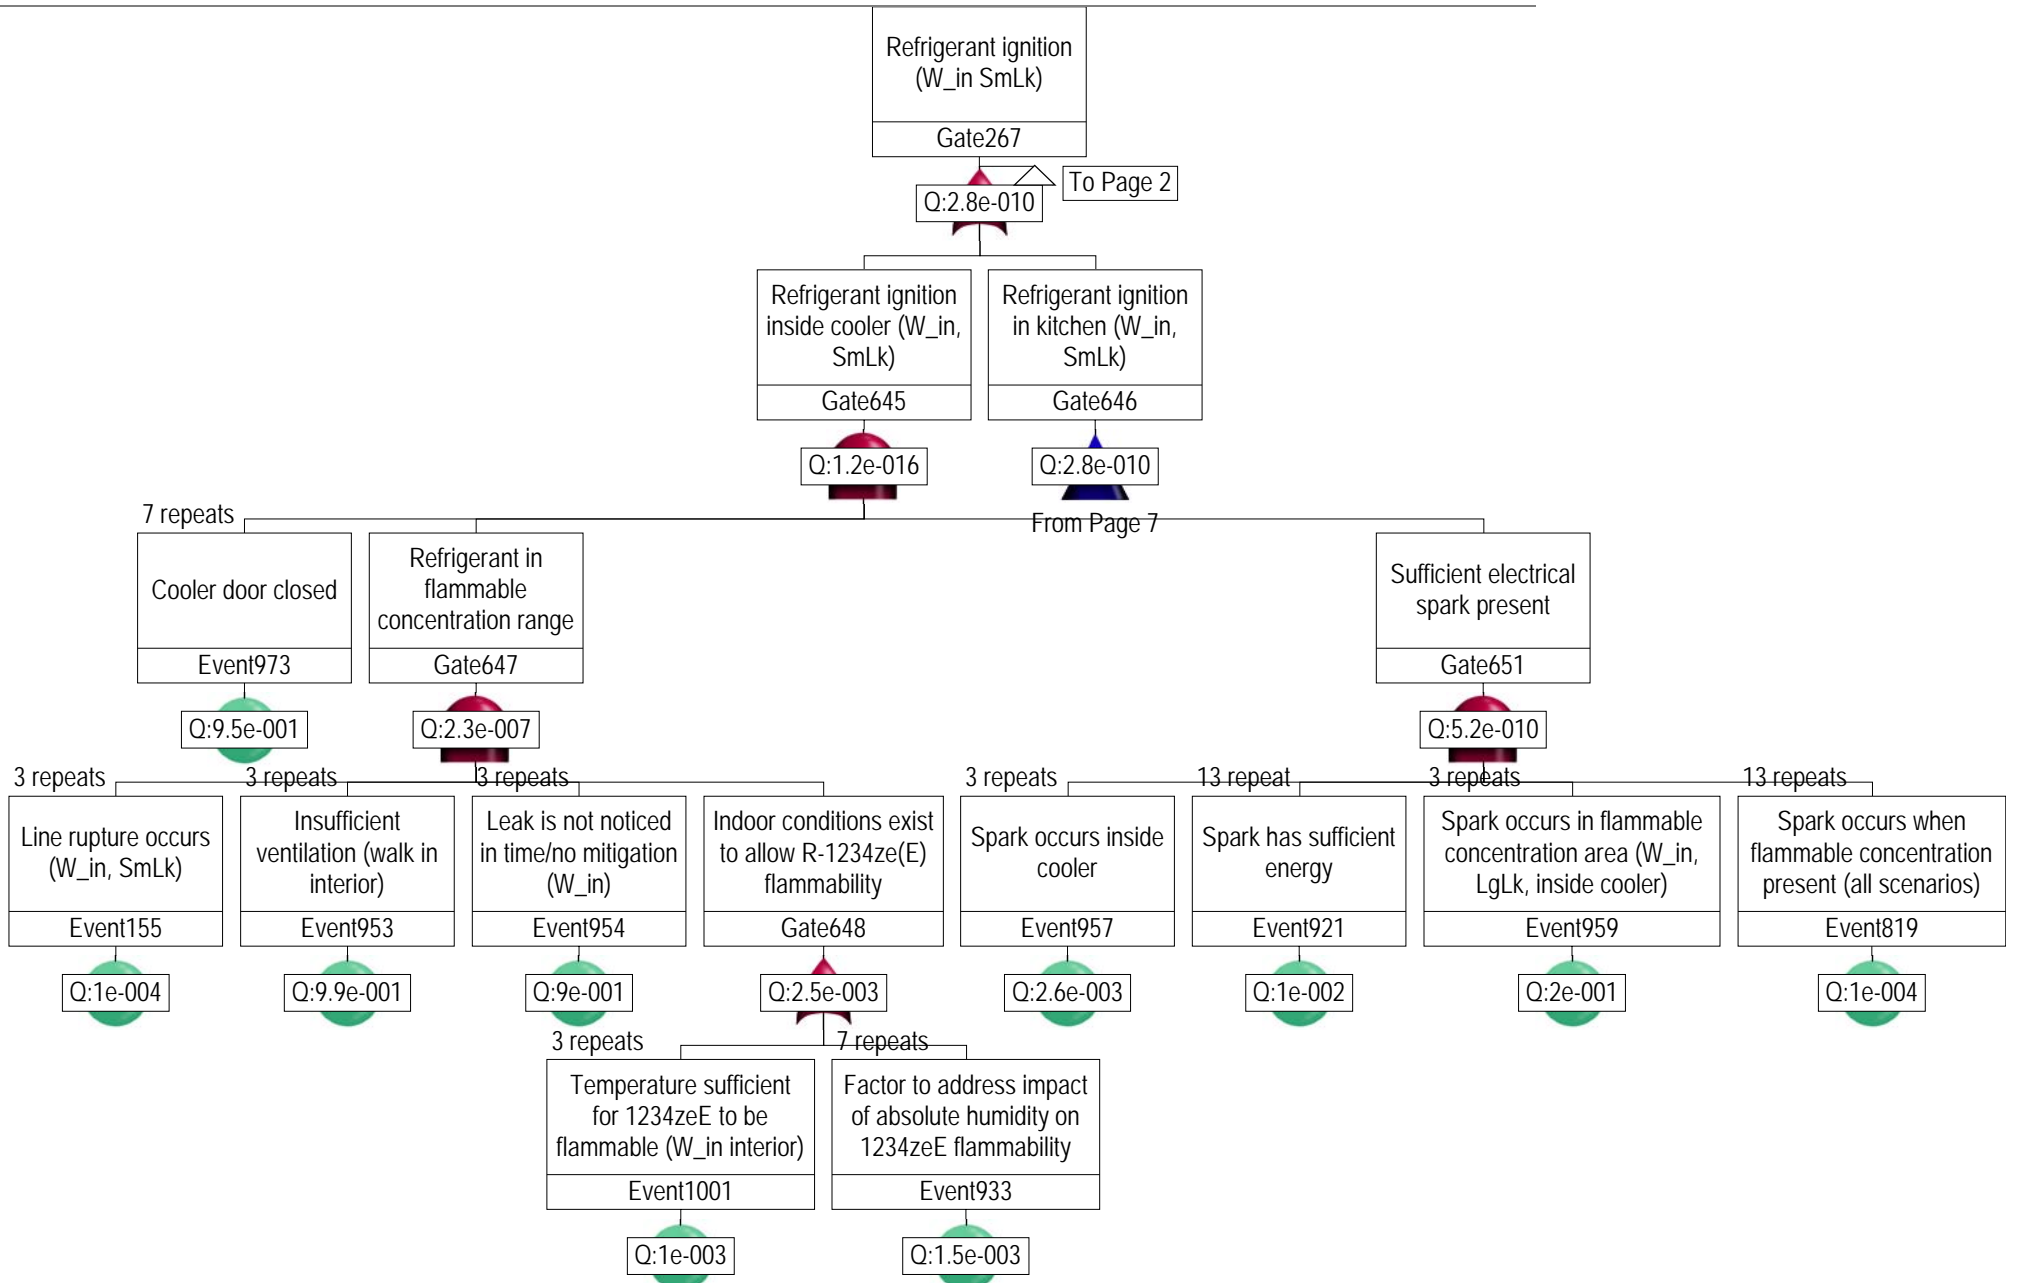 Refrigerant ignition
(W_in SmLk)
Gate267
To Page 2
Q:2.8e-010
Refrigerant ignition
inside cooler (W_in,
SmLk)
Gate645
Q:1.2e-016
Refrigerant ignition
in kitchen (W_in,
SmLk)
Gate646
Q:2.8e-010
From Page 7
7 repeats
Cooler door closed
Event973
Q:9.5e-001
Refrigerant in
flammable
concentration range
Gate647
Q:2.3e-007
Sufficient electrical
spark present
Gate651
Q:5.2e-010
3 repeats
Line rupture occurs
(W_in, SmLk)
Event155
Q:1e-004
3 repeats
Insufficient
ventilation (walk in
interior)
Event953
Q:9.9e-001
3 repeats
Leak is not noticed
in time/no mitigation
(W_in)
Event954
Q:9e-001
Indoor conditions exist
to allow R-1234ze(E)
flammability
Gate648
Q:2.5e-003
3 repeats
Spark occurs inside
cooler
Event957
Q:2.6e-003
13 repeat
Spark has sufficient
energy
Event921
Q:1e-002
3 repeats
Spark occurs in flammable
concentration area (W_in,
LgLk, inside cooler)
Event959
Q:2e-001
13 repeats
Spark occurs when
flammable concentration
present (all scenarios)
Event819
Q:1e-004
3 repeats
Temperature sufficient
for 1234zeE to be
flammable (W_in interior)
Event1001
Q:1e-003
7 repeats
Factor to address impact
of absolute humidity on
1234zeE flammability
Event933
Q:1.5e-003